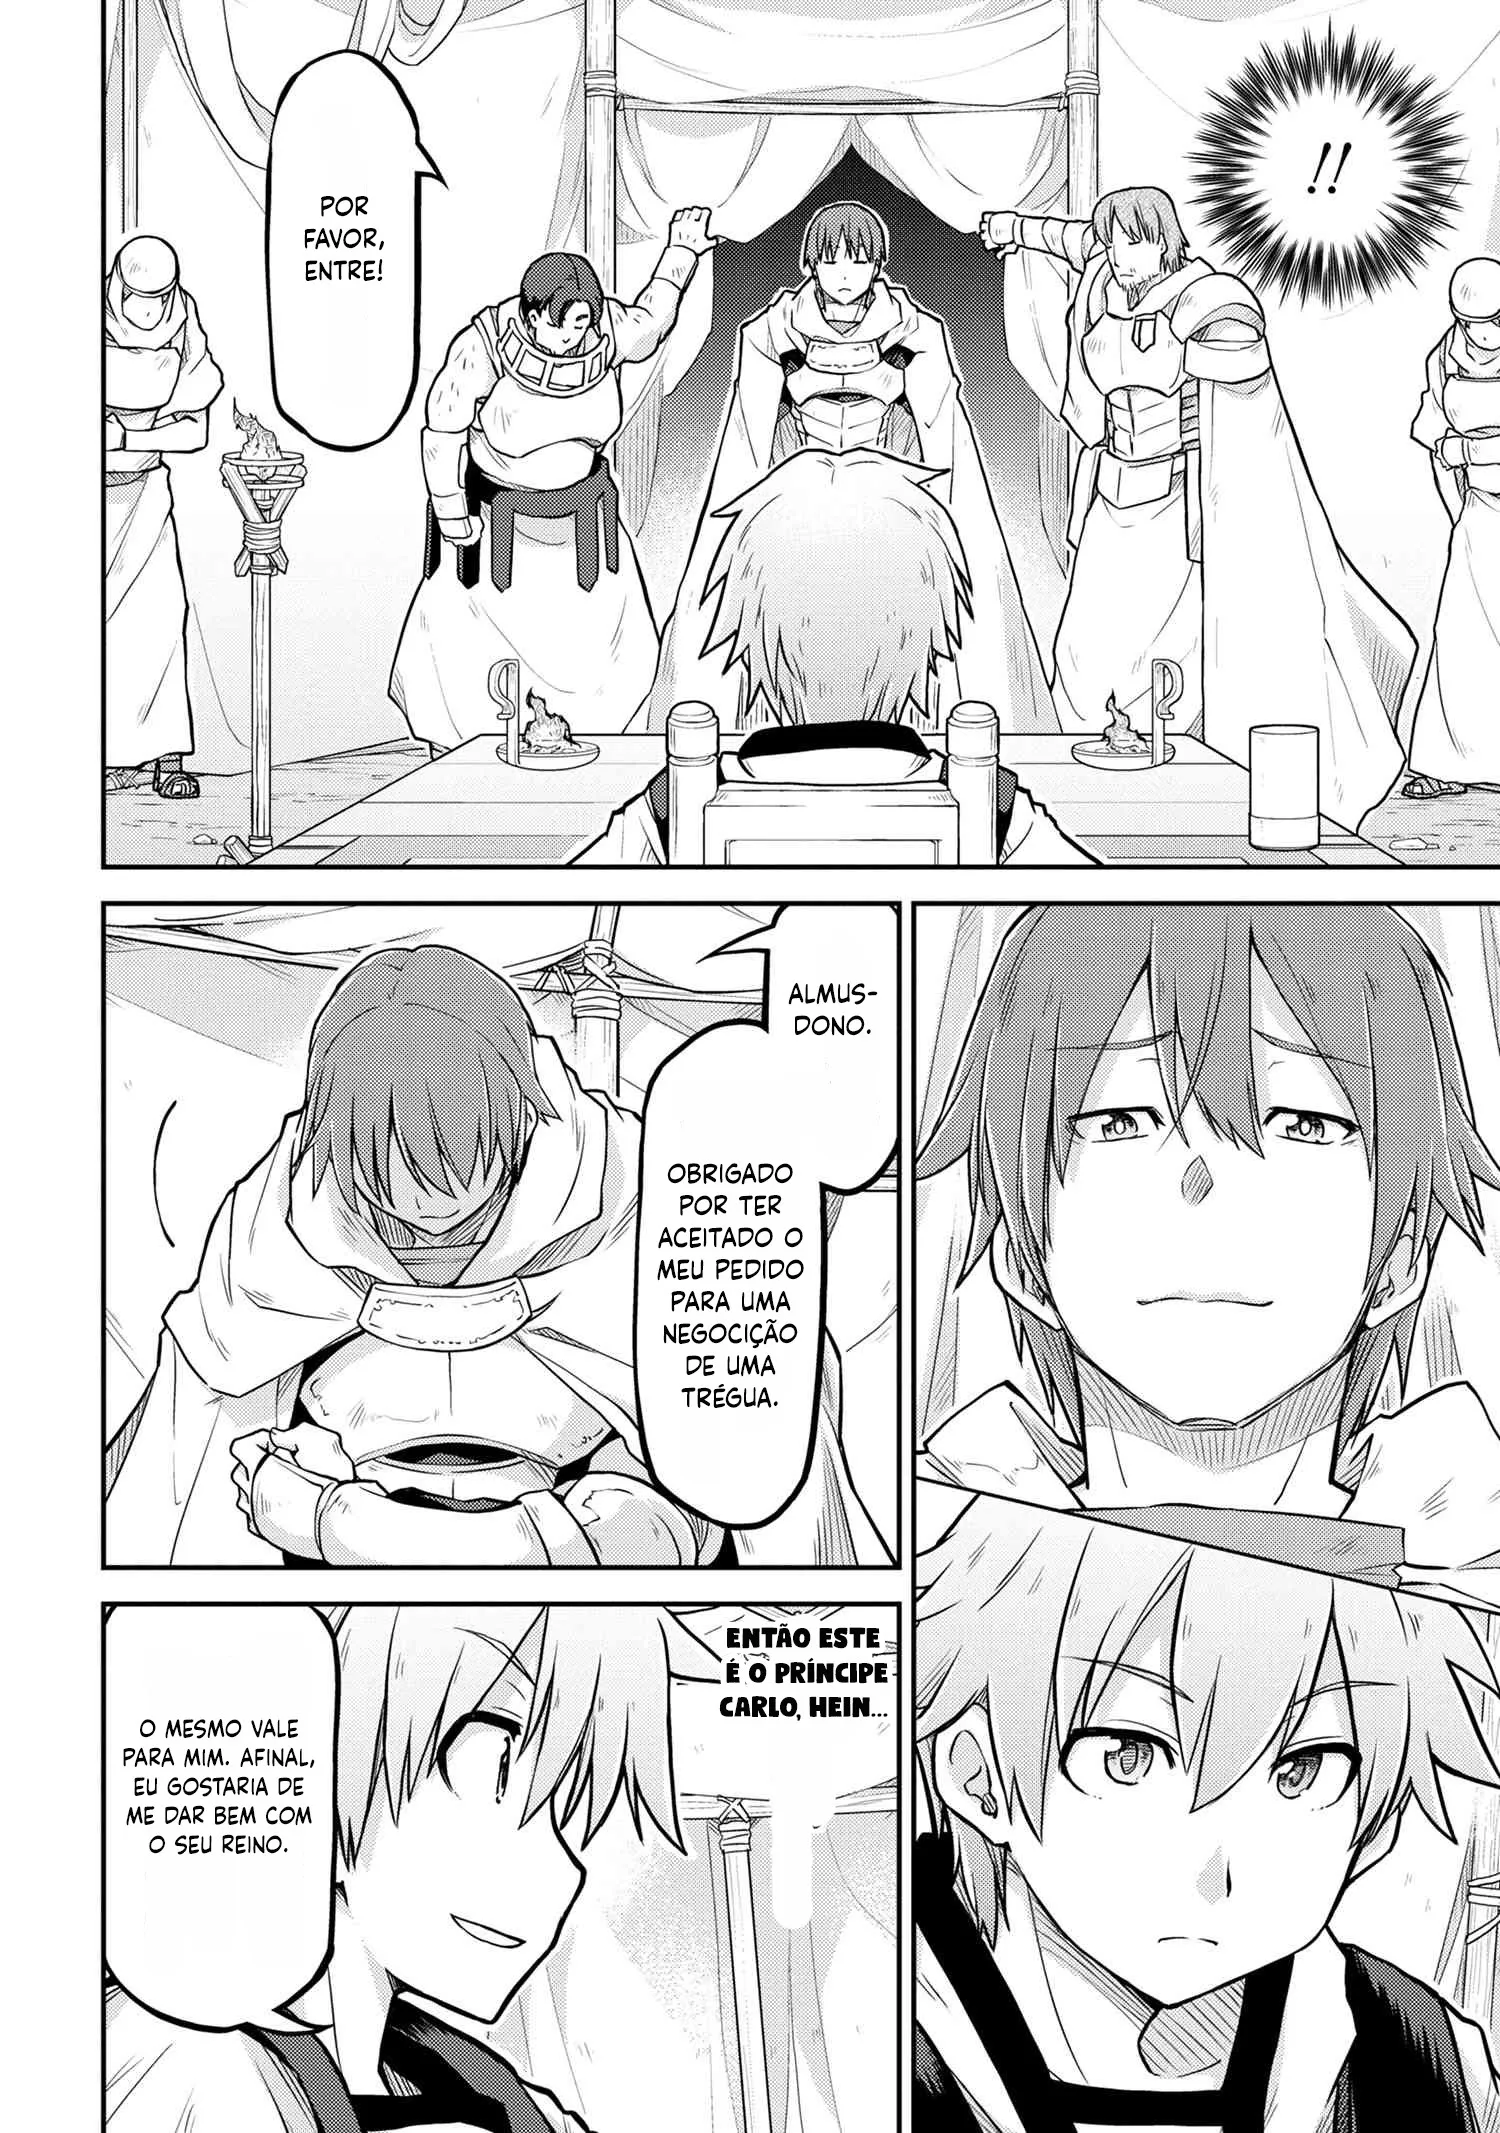 !!
POR
FAVOR,
ENTRE!
ALMUS-
DONO.
OBRIGADO
POR TER
ACEITADO O
MEU PEDIDO
PARA UMA
NEGOCIÇÃO
DE UMA
TRÉGUA.
ENTÃO ESTE
É O PRÍNCIPE
CARLO, HEIN...
O MESMO VALE
PARA MIM. AFINAL,
EU GOSTARIA DE
ME DAR BEM COM
O SEU REINO.